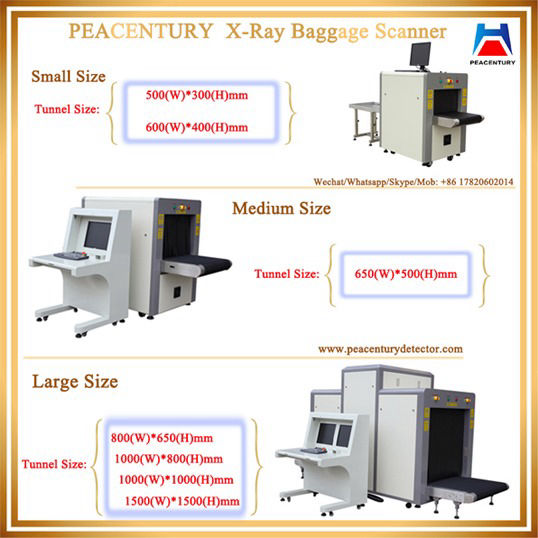 PEACENTURY X-Ray Baggage Scanner
PEACENTURY
Small Size
Tunnel Size:
500(W)*300(H)mm
600(W)*400(H)mm
Wechat/Whatsapp/Skype/Mob: +86 17820602014
Medium Size
Tunnel Size:
650(W)*500(H)mm
www.peacenturydetector.com
Large Size
Tunnel Size:
800(W)*650(H)mm
1000(W)*800(H)mm
1000(W)*1000(H)mm
1500(W)*1500(H)mm